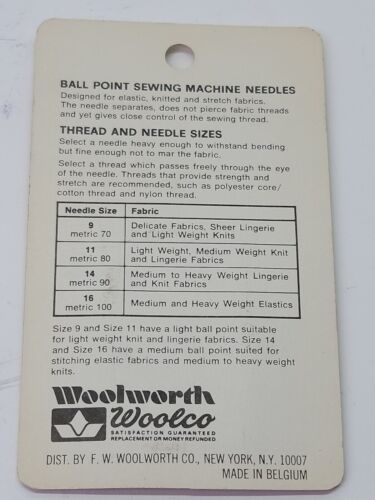 BALL POINT SEWING MACHINE NEEDLES
Designed for elastic, knitted and stretch fabrics.
The needle separates, does not pierce fabric threads
and yet gives close control of the sewing thread.
THREAD AND NEEDLE SIZES
Select a needle heavy enough to withstand bending
but fine enough not to mar the fabric.
Select a thread which passes freely through the eye
of the needle. Threads that provide strength and
stretch are recommended, such as polyester core/
cotton thread and nylon thread.
Needle Size Fabric
9 Delicate Fabrics, Sheer Lingerie
metric 70 and Light Weight Knits
11 Light Weight, Medium Weight Knit
metric 80 and Lingerie Fabrics
14 Medium to Heavy Weight Lingerie
metric 90 and Knit Fabrics
16
metric 100 Medium and Heavy Weight Elastics
Size 9 and Size 11 have a light ball point suitable
for light weight knit and lingerie fabrics. Size 14
and Size 16 have a medium ball point suited for
stitching elastic fabrics and medium to heavy weight
knits.
Woolworth
Woolco
SATISFACTION GUARANTEED
REPLACEMENT OR MONEY REFUNDED
DIST. BY F. W. WOOLWORTH CO., NEW YORK, N.Y. 10007
MADE IN BELGIUM